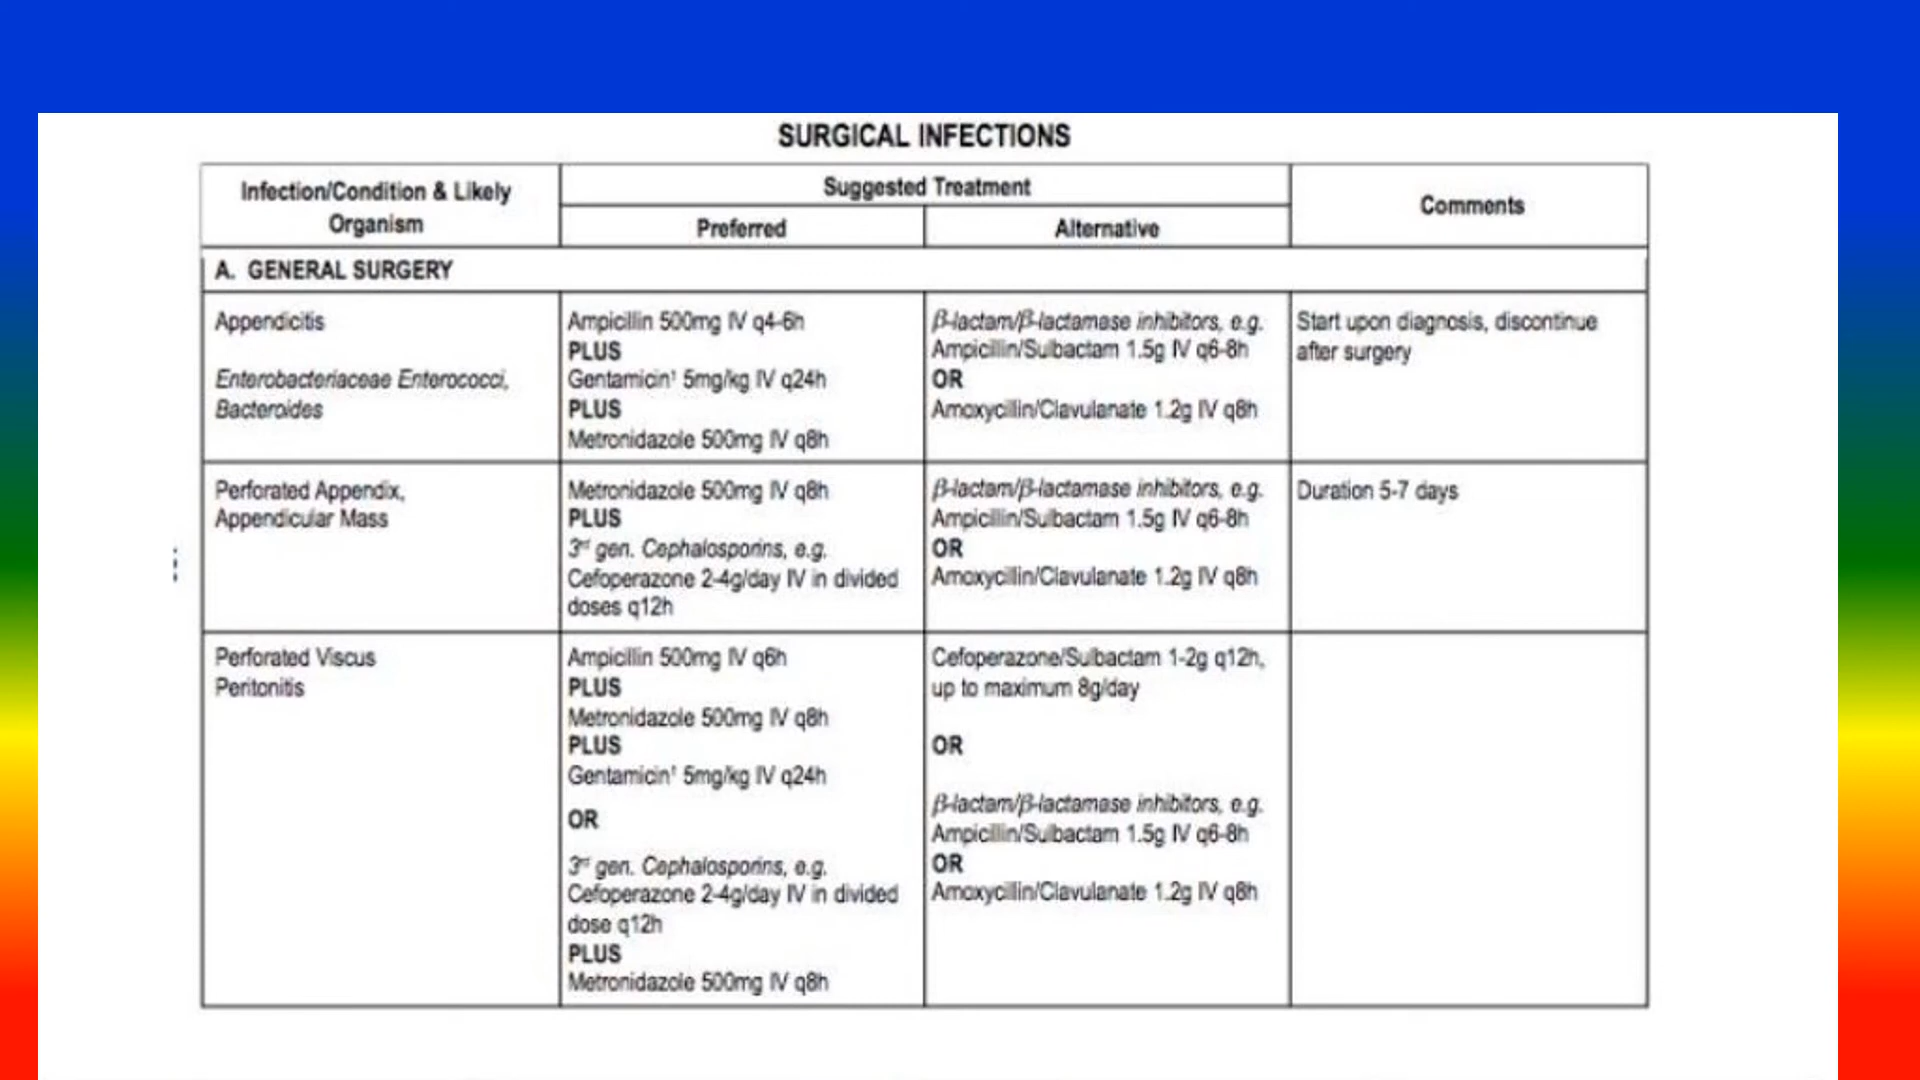 SURGICAL INFECTIONS
Infection/Condition & Likely
Organism
Suggested Treatment
Preferred
Alternative
Comments
A. GENERAL SURGERY
Appendicitis
Enterobacteriaceae Enterococci,
Bacteroides
Ampicillin 500mg IV q4-6h
PLUS
Gentamicin¹ 5mg/kg IV q24h
PLUS
Metronidazole 500mg IV q8h
β-lactam/β-lactamase inhibitors, e.g.
Ampicillin/Sulbactam 1.5g IV q6-8h
OR
Amoxycillin/Clavulanate 1.2g IV q8h
Start upon diagnosis, discontinue
after surgery
Perforated Appendix,
Appendicular Mass
Metronidazole 500mg IV q8h
PLUS
3rd gen. Cephalosporins, e.g.
Cefoperazone 2-4g/day IV in divided
doses q12h
β-lactam/β-lactamase inhibitors, e.g.
Ampicillin/Sulbactam 1.5g IV q6-8h
OR
Amoxycillin/Clavulanate 1.2g IV q8h
Duration 5-7 days
Perforated Viscus
Peritonitis
Ampicillin 500mg IV q6h
PLUS
Metronidazole 500mg IV q8h
PLUS
Gentamicin¹ 5mg/kg IV q24h
OR
3rd gen. Cephalosporins, e.g.
Cefoperazone 2-4g/day IV in divided
dose q12h
PLUS
Metronidazole 500mg IV q8h
Cefoperazone/Sulbactam 1-2g q12h,
up to maximum 8g/day
OR
β-lactam/β-lactamase inhibitors, e.g.
Ampicillin/Sulbactam 1.5g IV q6-8h
OR
Amoxycillin/Clavulanate 1.2g IV q8h